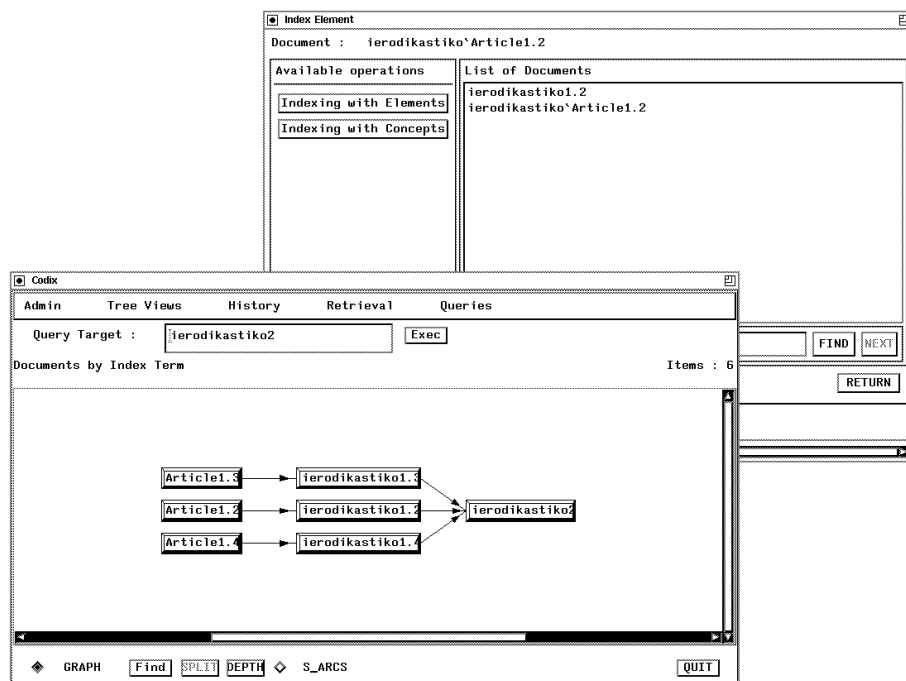 Index Element
Document : ierodikastiko`Article1.2
Available operations
List of Documents
Indexing with Elements
Indexing with Concepts
ierodikastiko1.2
ierodikastiko`Article1.2
FIND NEXT
RETURN
Codix
Admin Tree Views History Retrieval Queries
Query Target : ierodikastiko2 Exec
Documents by Index Term Items : 6
Article1.3 ierodikastiko1.3
Article1.2 ierodikastiko1.2 ierodikastiko2
Article1.4 ierodikastiko1.4
GRAPH Find SPLIT DEPTH S_ARCS QUIT